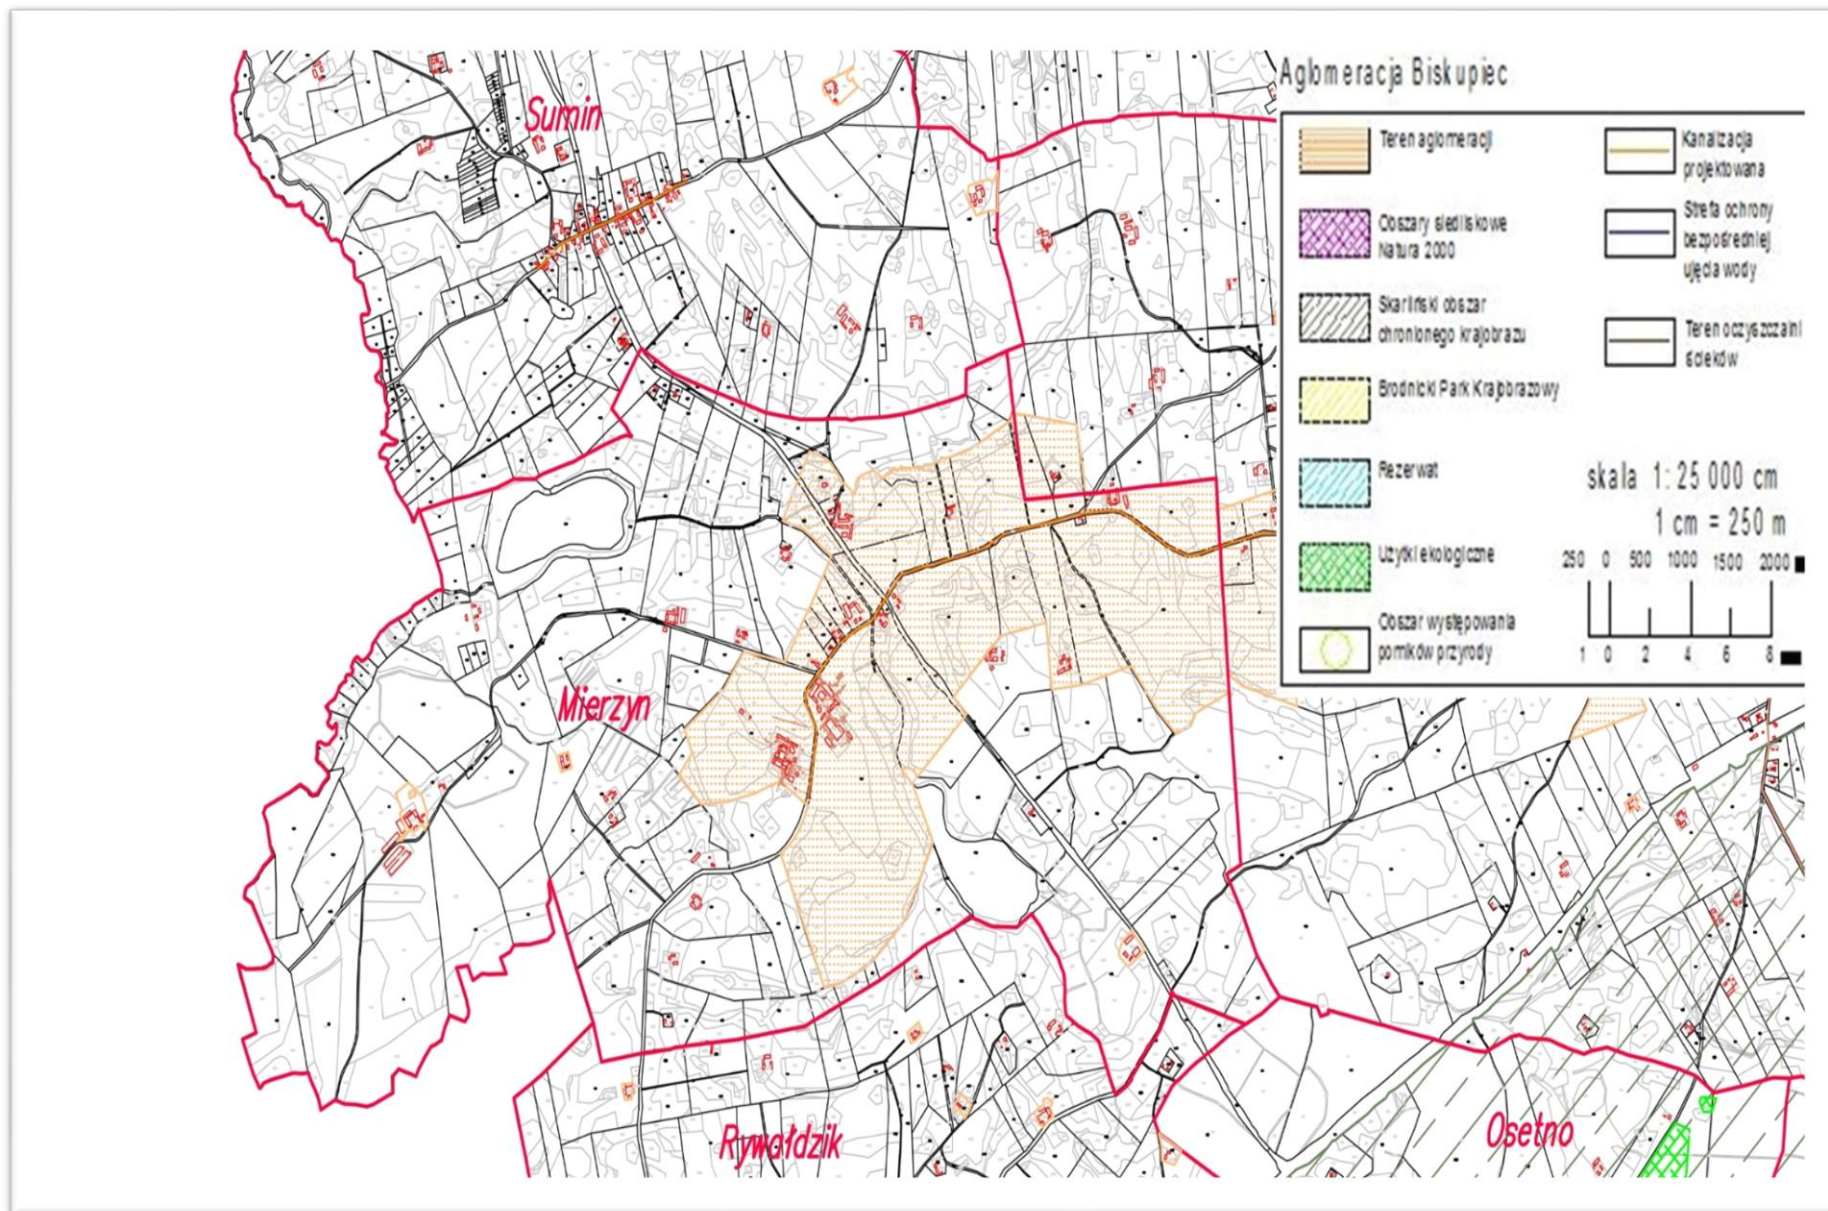 Aglomeracja Biskupiec
Teren aglomeracji
Obszary siedliskowe
Natura 2000
Skarliński obszar
chronionego krajobrazu
Brodnicki Park Krajobrazowy
Rezerwat
Użytki ekologiczne
Obszar występowania
pomików przyrody
Kanalizacja
projektowana
Strefa ochrony
bezpośredniej
ujęcia wody
Teren oczyszczalni
ścieków
skala 1: 25 000 cm
1 cm = 250 m
250 0 500 1000 1500 2000
1 0 2 4 6 8
Sumin
Mierzyn
Rywałdzik
Osetno